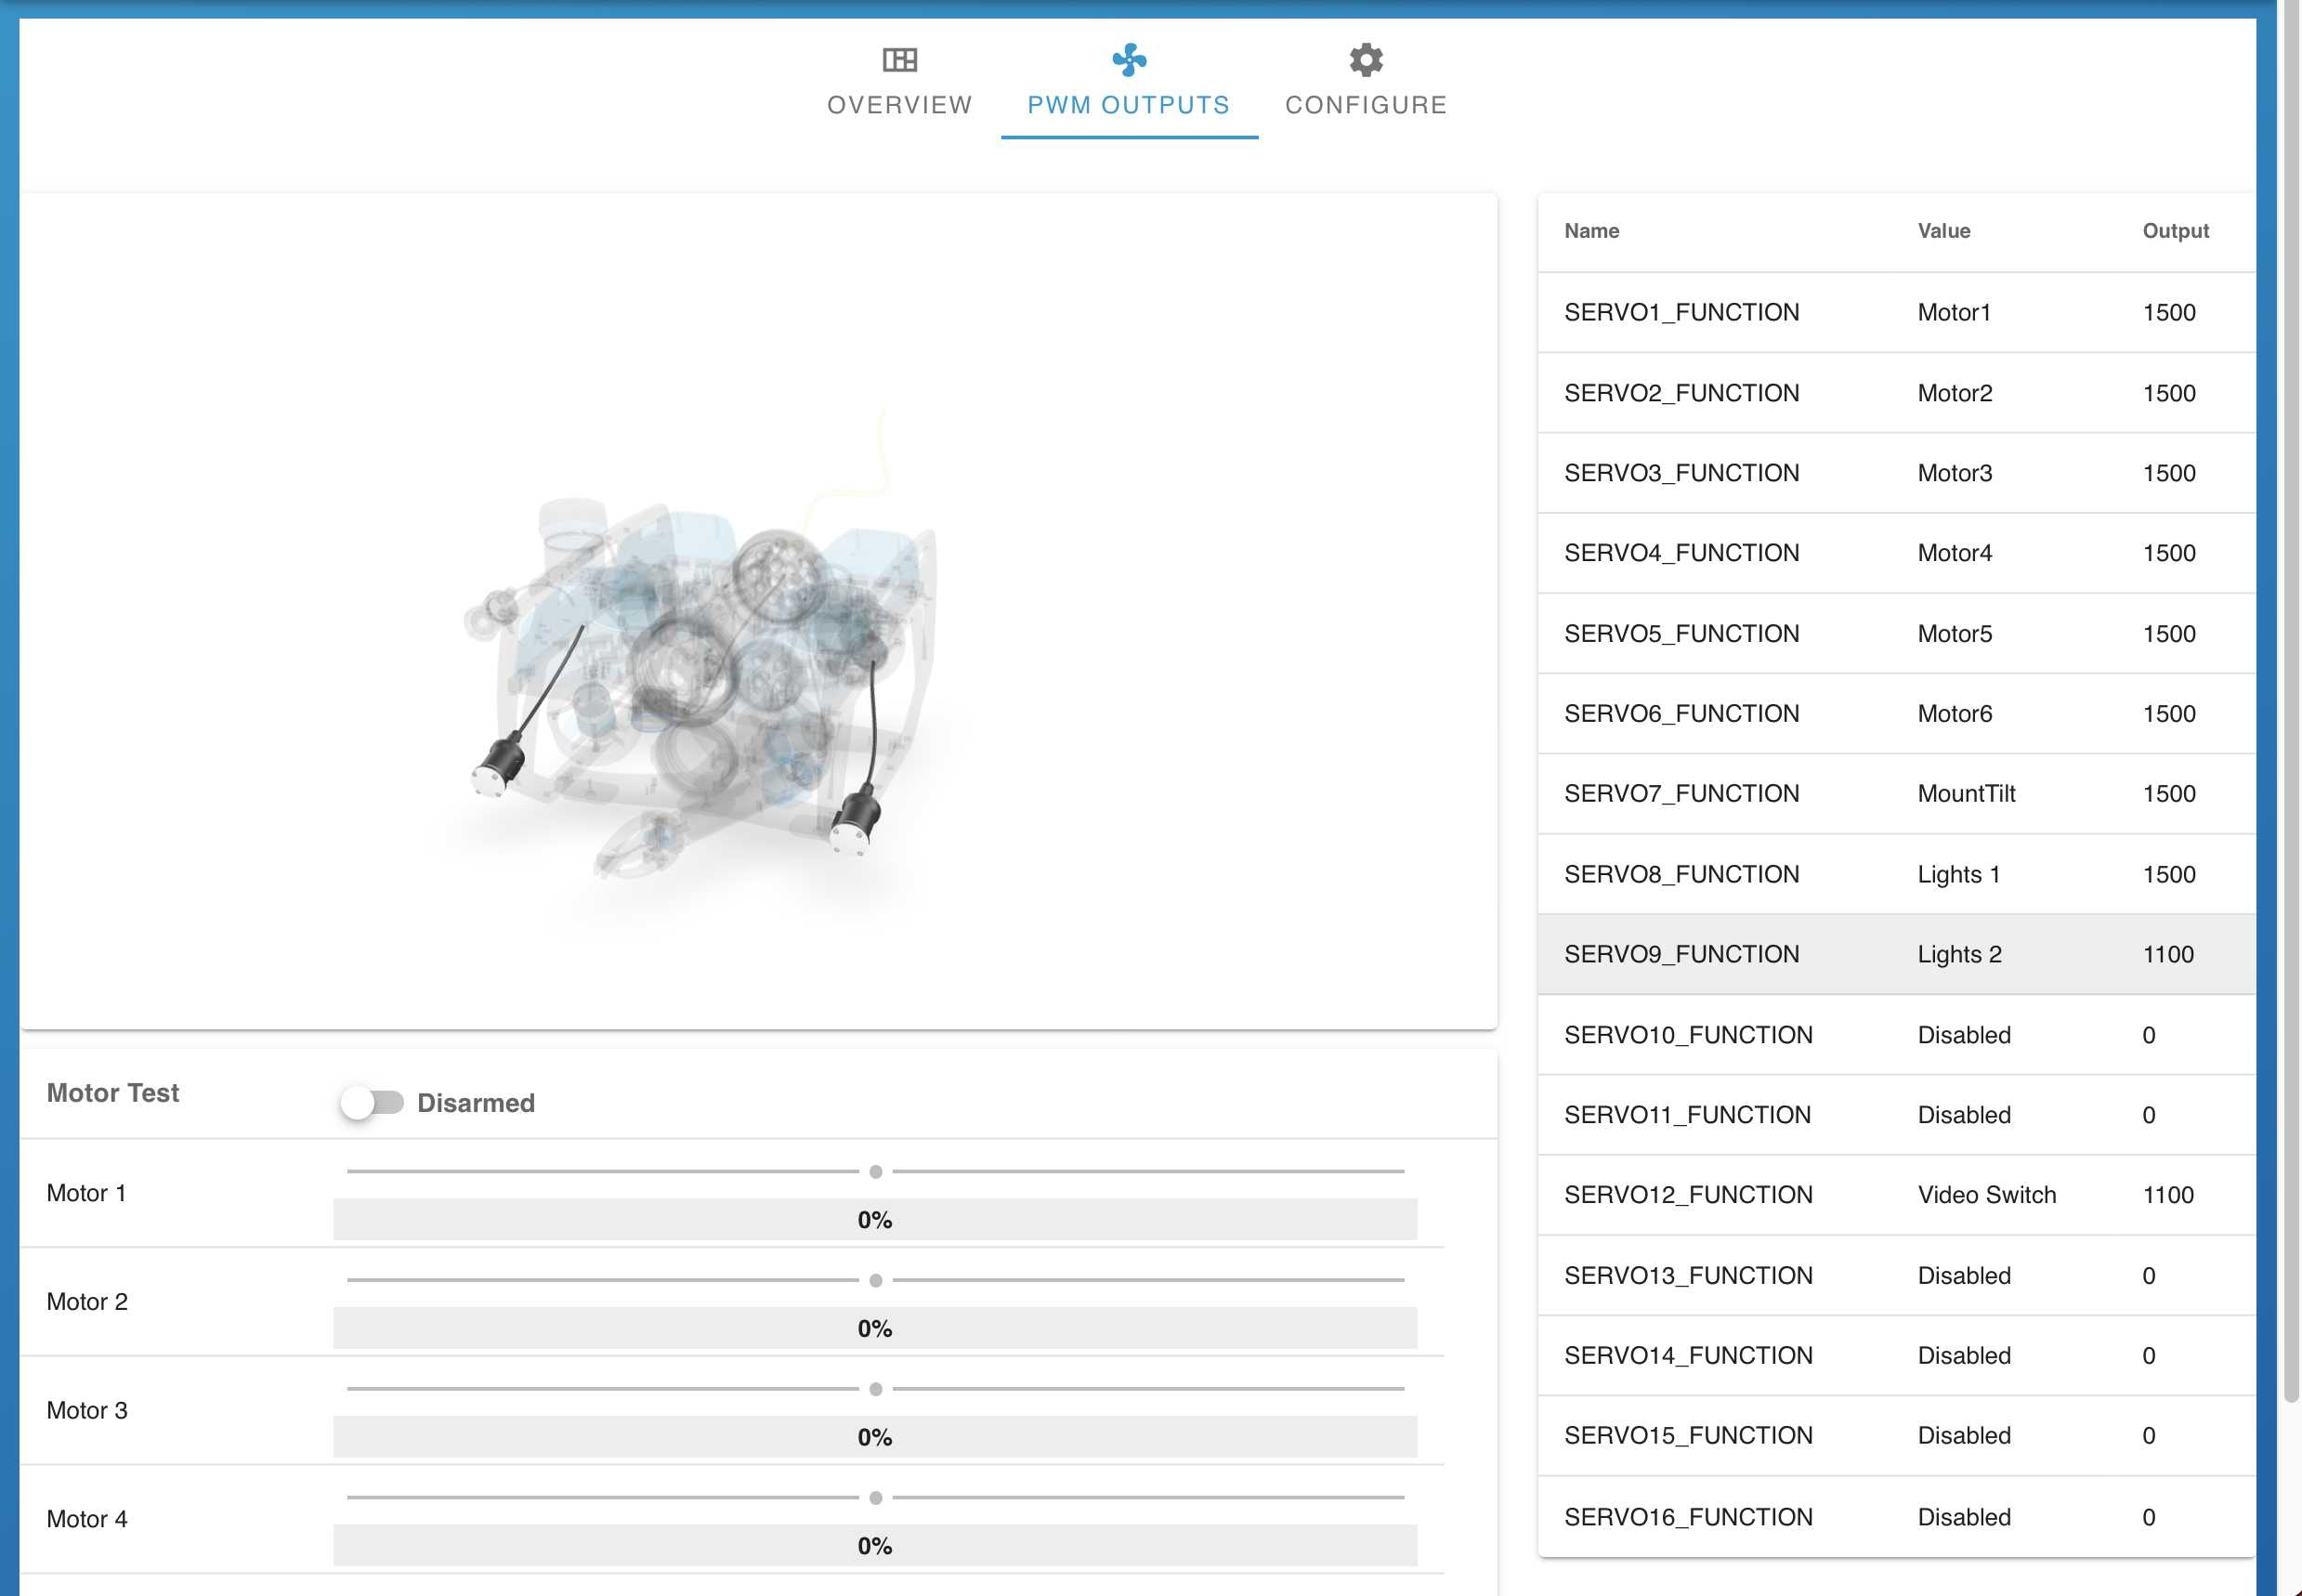 OVERVIEW
PWM OUTPUTS
CONFIGURE
Name Value Output
SERVO1_FUNCTION Motor1 1500
SERVO2_FUNCTION Motor2 1500
SERVO3_FUNCTION Motor3 1500
SERVO4_FUNCTION Motor4 1500
SERVO5_FUNCTION Motor5 1500
SERVO6_FUNCTION Motor6 1500
SERVO7_FUNCTION MountTilt 1500
SERVO8_FUNCTION Lights 1 1500
SERVO9_FUNCTION Lights 2 1100
SERVO10_FUNCTION Disabled 0
SERVO11_FUNCTION Disabled 0
SERVO12_FUNCTION Video Switch 1100
SERVO13_FUNCTION Disabled 0
SERVO14_FUNCTION Disabled 0
SERVO15_FUNCTION Disabled 0
SERVO16_FUNCTION Disabled 0
Motor Test Disarmed
Motor 1
0%
Motor 2
0%
Motor 3
0%
Motor 4
0%